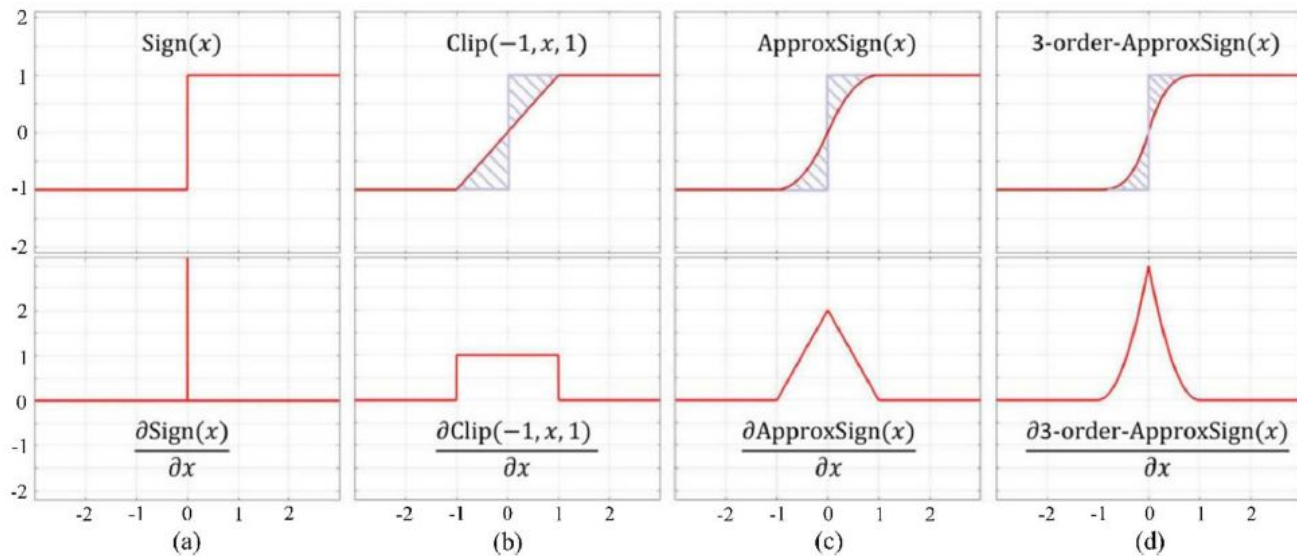 2
1
0
-1
-2
Sign(x)
Clip(−1, x, 1)
ApproxSign(x)
3-order-ApproxSign(x)
2
1
0
-1
-2
∂Sign(x)
∂x
∂Clip(−1, x, 1)
∂x
∂ApproxSign(x)
∂x
∂3-order-ApproxSign(x)
∂x
-2 -1 0 1 2
-2 -1 0 1 2
-2 -1 0 1 2
-2 -1 0 1 2
(a)
(b)
(c)
(d)